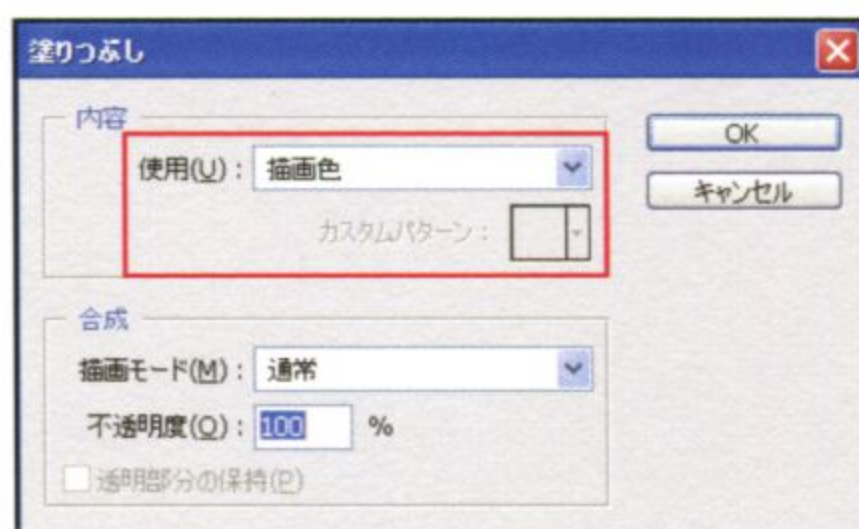 塗りつぶし
内容
使用(U)： 描画色
カスタムパターン：
OK
キャンセル
合成
描画モード(M)： 通常
不透明度(O)： 100 %
透明部分の保持(P)